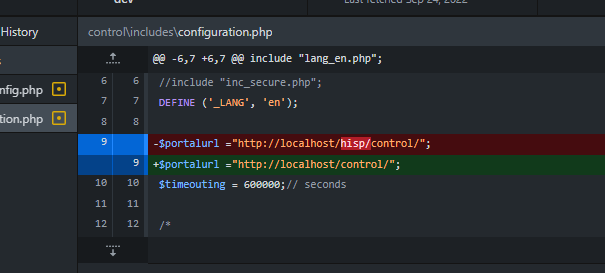 dev
Last fetched Sep 24, 2022
History
control\includes\configuration.php
@@ -6,7 +6,7 @@ include "lang_en.php";
6 6 //include "inc_secure.php";
nfig.php
7 7 DEFINE ('_LANG', 'en');
ation.php
8 8
9 -$portalurl ="http://localhost/hisp/control/";
9 +$portalurl ="http://localhost/control/";
10 10 $timeouting = 600000;// seconds
11 11
12 12 /*